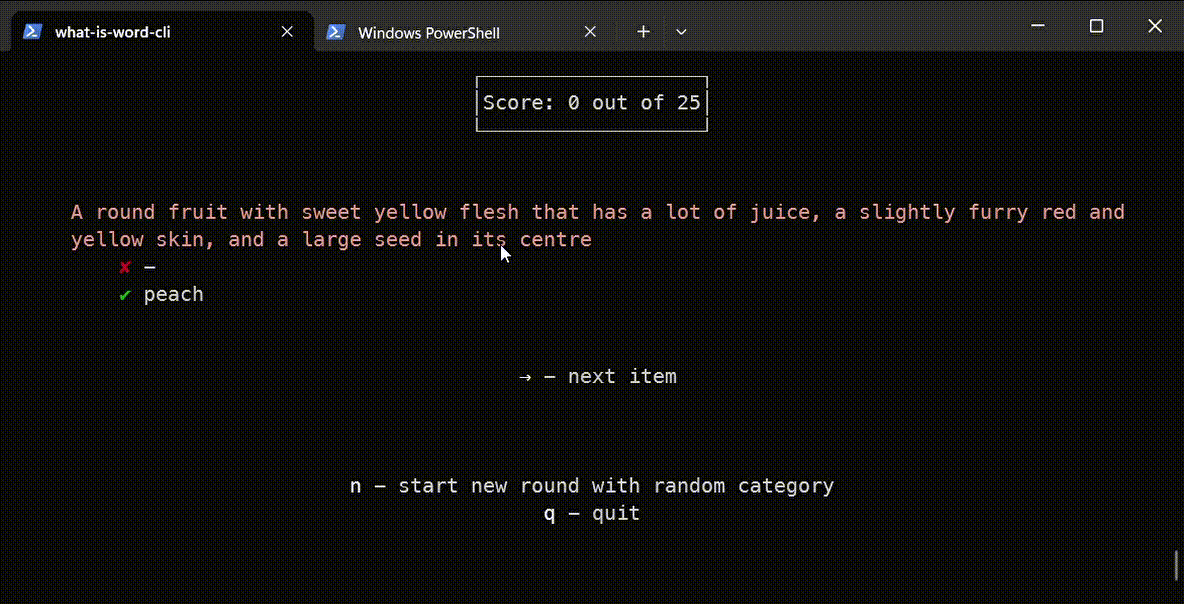 what-is-word-cli
Windows PowerShell
Score: 0 out of 25
A round fruit with sweet yellow flesh that has a lot of juice, a slightly furry red and
yellow skin, and a large seed in its centre
✘ —
✔ peach
→ — next item
n — start new round with random category
q — quit